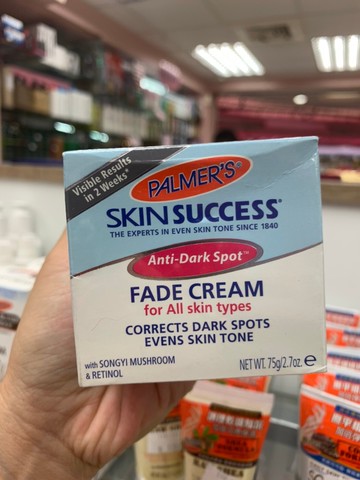 Visible Results
in 2 Weeks*
PALMER'S®
SKIN SUCCESS®
THE EXPERTS IN EVEN SKIN TONE SINCE 1840
Anti-Dark Spot™
FADE CREAM
for All skin types
CORRECTS DARK SPOTS
EVENS SKIN TONE
with SONGYI MUSHROOM
& RETINOL
NET WT. 75g/2.7oz. e